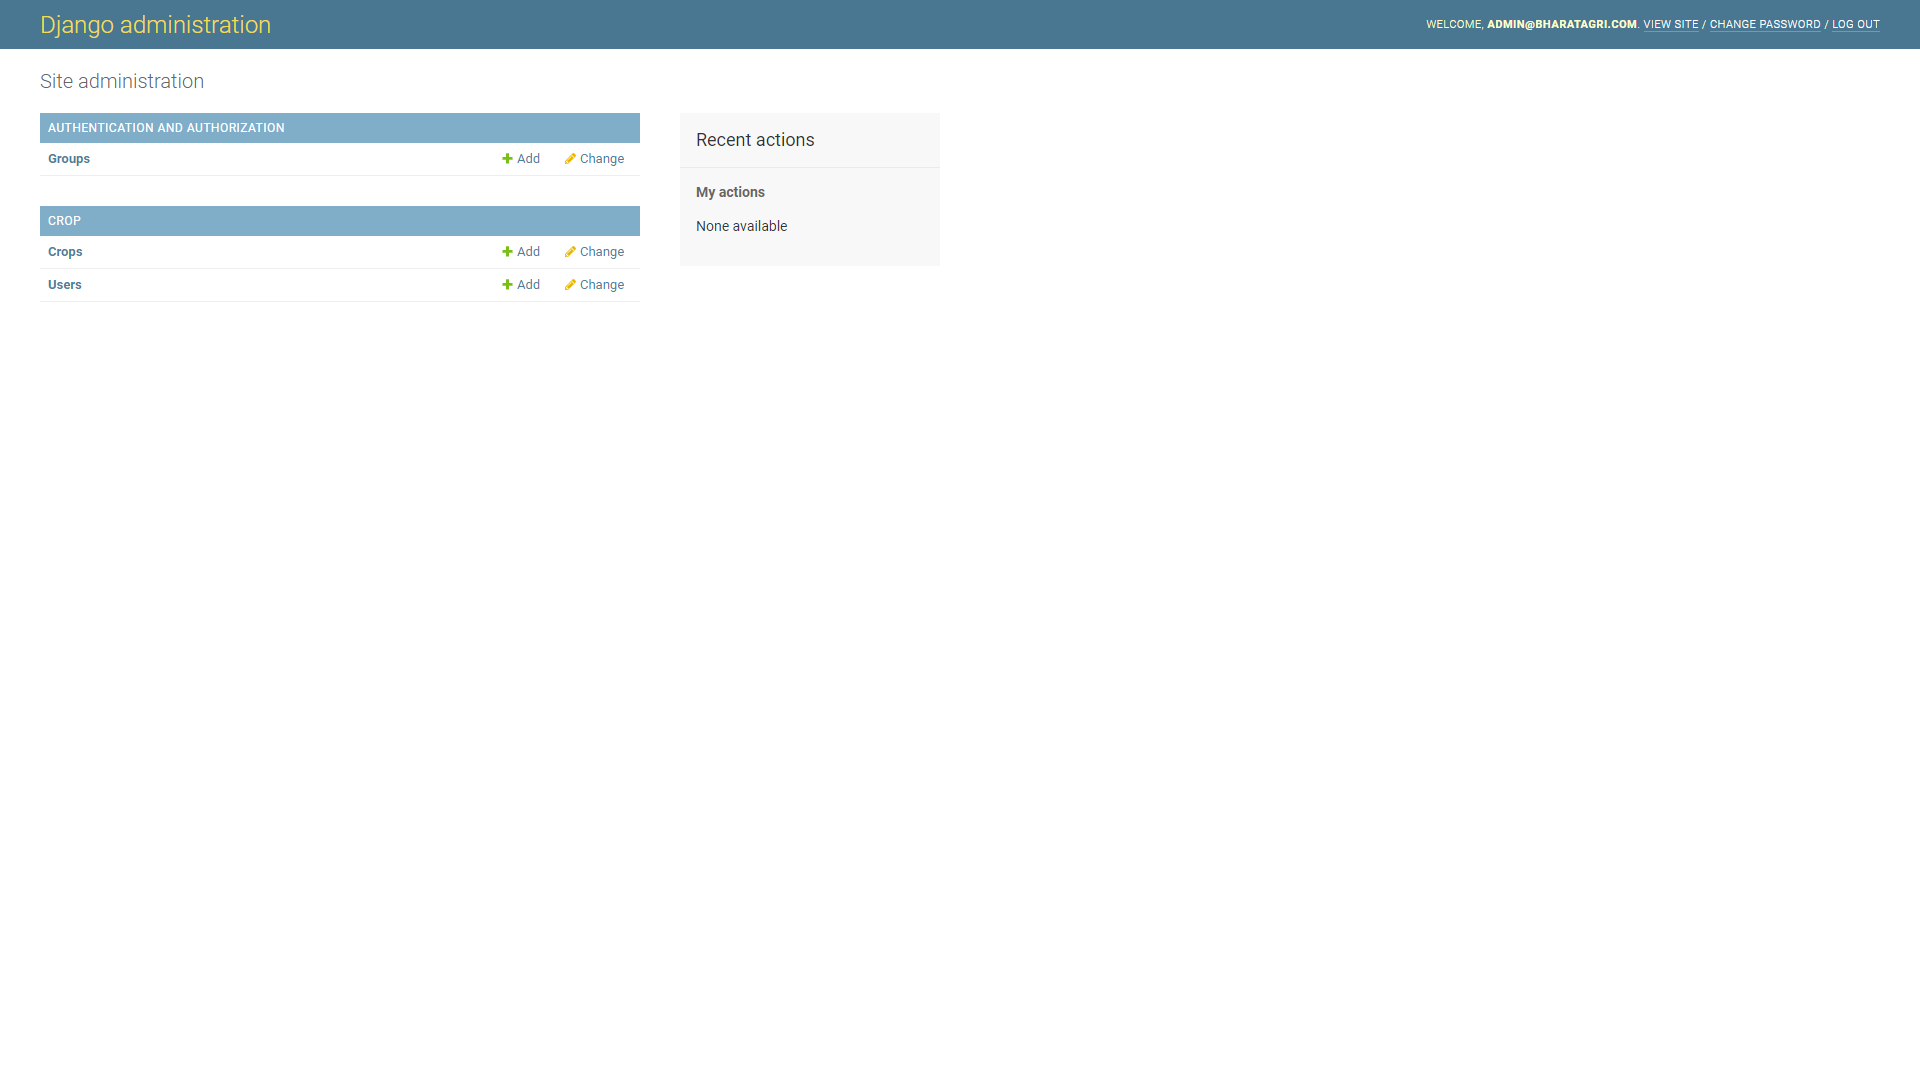 Django administration
WELCOME, ADMIN@BHARATAGRI.COM. VIEW SITE / CHANGE PASSWORD / LOG OUT
Site administration
AUTHENTICATION AND AUTHORIZATION
Groups Add Change
CROP
Crops Add Change
Users Add Change
Recent actions
My actions
None available